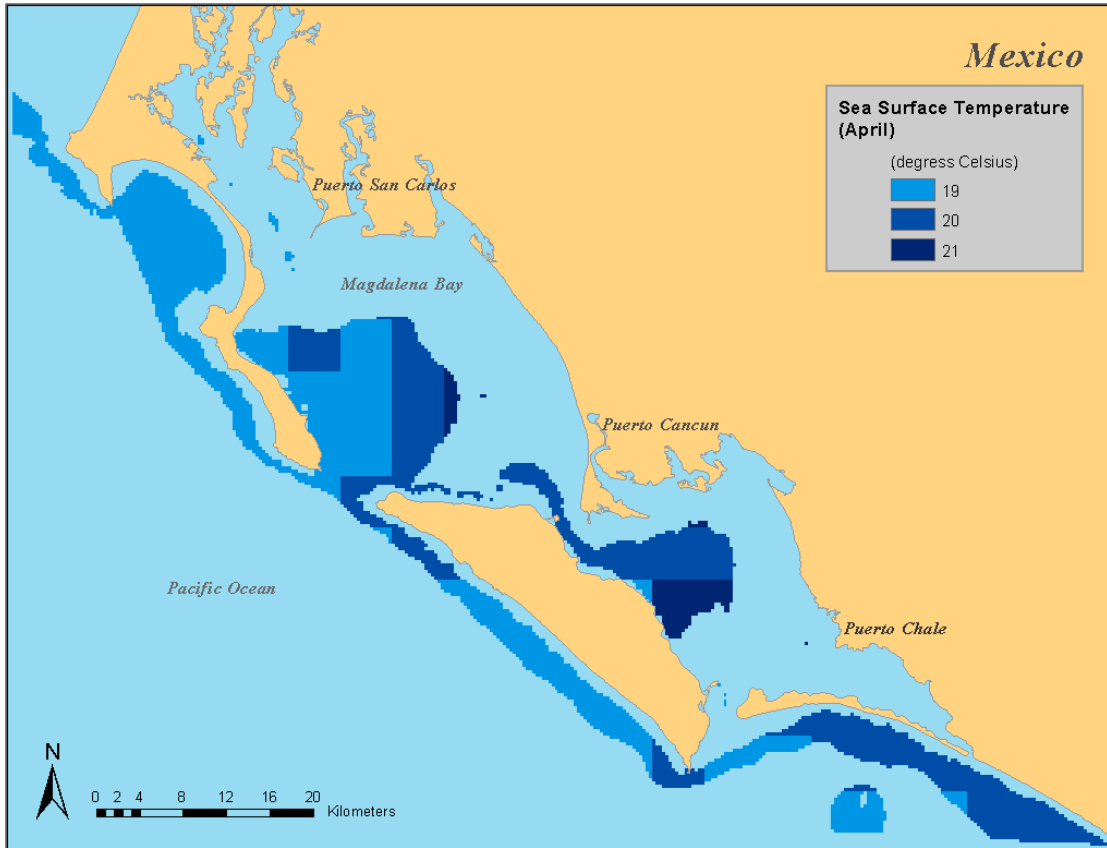 Mexico
Sea Surface Temperature
(April)
(degress Celsius)
19
20
21
Puerto San Carlos
Magdalena Bay
Puerto Cancun
Pacific Ocean
Puerto Chale
N
0 2 4 8 12 16 20
Kilometers